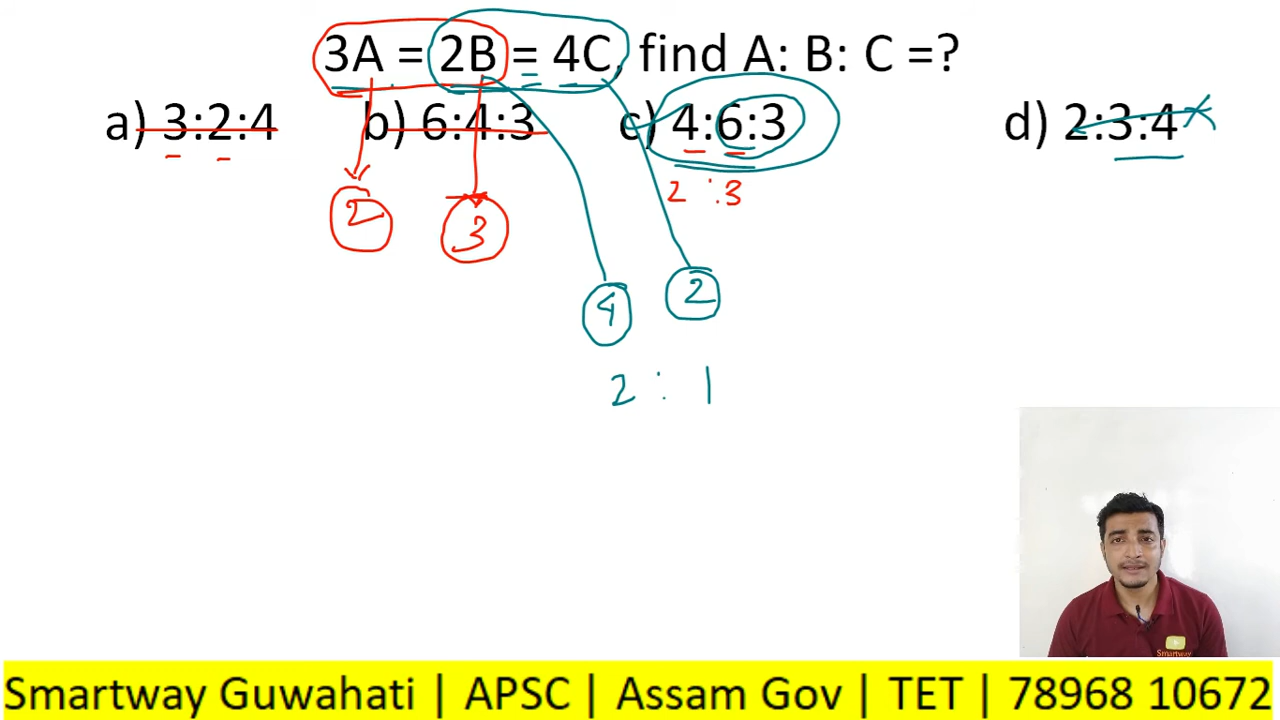 3A = 2B = 4C, find A: B: C =?
a) 3:2:4 b) 6:4:3 c) 4:6:3 d) 2:3:4
2 3 2 :3
4 2
2 : 1
Smartway
Smartway Guwahati | APSC | Assam Gov | TET | 78968 10672